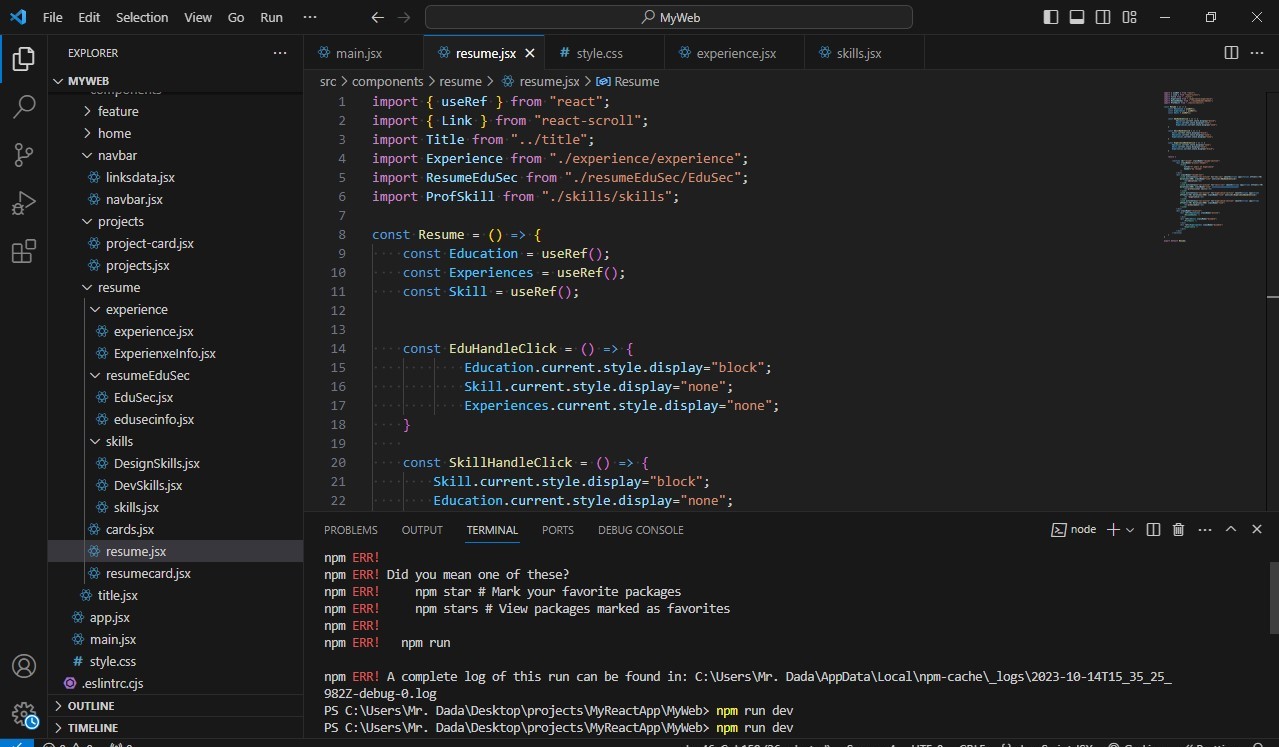 File Edit Selection View Go Run ··· MyWeb
EXPLORER ···
MYWEB
components
feature
home
navbar
linksdata.jsx
navbar.jsx
projects
project-card.jsx
projects.jsx
resume
experience
experience.jsx
ExperienxeInfo.jsx
resumeEduSec
EduSec.jsx
edusecinfo.jsx
skills
DesignSkills.jsx
DevSkills.jsx
skills.jsx
cards.jsx
resume.jsx
resumecard.jsx
title.jsx
app.jsx
main.jsx
# style.css
.eslintrc.cjs
OUTLINE
TIMELINE
main.jsx resume.jsx # style.css experience.jsx skills.jsx
src > components > resume > resume.jsx > Resume
1 import { useRef } from "react";
2 import { Link } from "react-scroll";
3 import Title from "../title";
4 import Experience from "./experience/experience";
5 import ResumeEduSec from "./resumeEduSec/EduSec";
6 import ProfSkill from "./skills/skills";
7
8 const Resume = () => {
9 const Education = useRef();
10 const Experiences = useRef();
11 const Skill = useRef();
12
13
14 const EduHandleClick = () => {
15 Education.current.style.display="block";
16 Skill.current.style.display="none";
17 Experiences.current.style.display="none";
18 }
19
20 const SkillHandleClick = () => {
21 Skill.current.style.display="block";
22 Education.current.style.display="none";
PROBLEMS OUTPUT TERMINAL PORTS DEBUG CONSOLE node
npm ERR!
npm ERR! Did you mean one of these?
npm ERR!     npm star # Mark your favorite packages
npm ERR!     npm stars # View packages marked as favorites
npm ERR!
npm ERR!   npm run
npm ERR! A complete log of this run can be found in: C:\Users\Mr. Dada\AppData\Local\npm-cache\_logs\2023-10-14T15_35_25_
982Z-debug-0.log
PS C:\Users\Mr. Dada\Desktop\projects\MyReactApp\MyWeb> npm run dev
PS C:\Users\Mr. Dada\Desktop\projects\MyReactApp\MyWeb> npm run dev